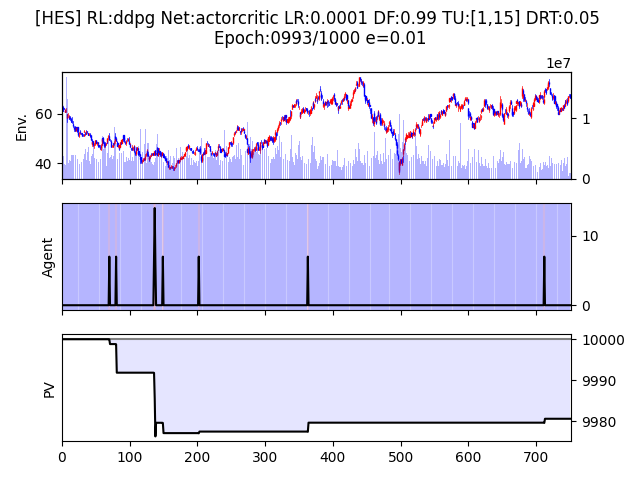 [HES] RL:ddpg Net:actorcritic LR:0.0001 DF:0.99 TU:[1,15] DRT:0.05
Epoch:0993/1000 e=0.01
1e7
Env.
60
40
1
0
Agent
10
0
PV
10000
9990
9980
0 100 200 300 400 500 600 700